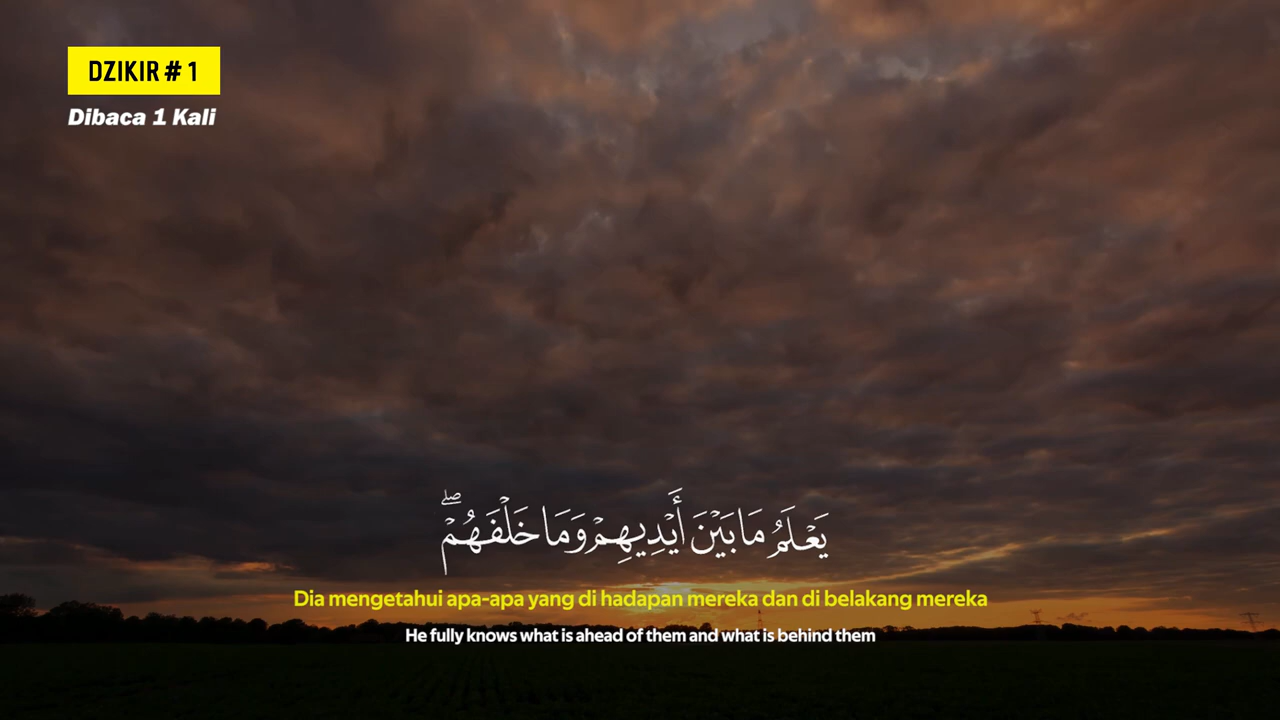 DZIKIR # 1
Dibaca 1 Kali
يَعْلَمُ مَا بَيْنَ أَيْدِيهِمْ وَمَا خَلْفَهُمْ ۖ
Dia mengetahui apa-apa yang di hadapan mereka dan di belakang mereka
He fully knows what is ahead of them and what is behind them